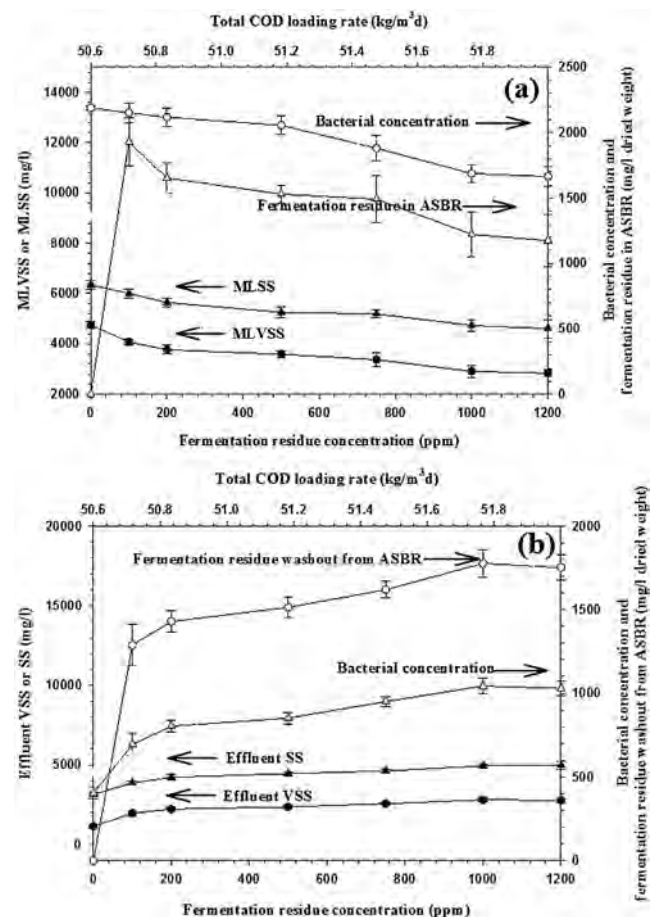 Total COD loading rate (kg/m³d)
50.6 50.8 51.0 51.2 51.4 51.6 51.8
(a)
MLVSS or MLSS (mg/l)
14000
12000
10000
8000
6000
4000
2000
Bacterial concentration
Fermentation residue in ASBR
MLSS
MLVSS
2500
2000
1500
1000
500
0
Bacterial concentration and
fermentation residue in ASBR (mg/l dried weight)
0 200 400 600 800 1000 1200
Fermentation residue concentration (ppm)
Total COD loading rate (kg/m³d)
50.6 50.8 51.0 51.2 51.4 51.6 51.8
(b)
Effluent VSS or SS (mg/l)
20000
15000
10000
5000
0
Fermentation residue washout from ASBR
Bacterial concentration
Effluent SS
Effluent VSS
2000
1500
1000
500
0
Bacterial concentration and
fermentation residue washout from ASBR (mg/l dried weight)
0 200 400 600 800 1000 1200
Fermentation residue concentration (ppm)